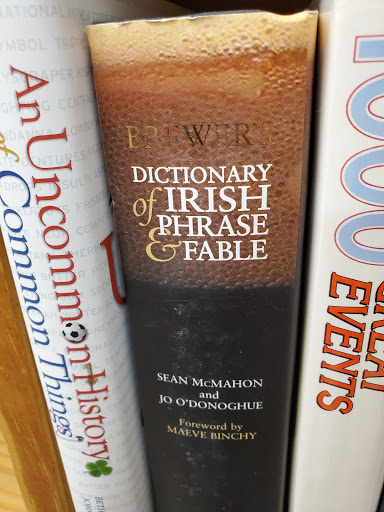 An Uncommon History
of Common Things
BREWER'S
DICTIONARY
of IRISH
PHRASE
& FABLE
SEAN McMAHON
and
JO O'DONOGHUE
Foreword by
MAEVE BINCHY
1000
GREAT
EVENTS